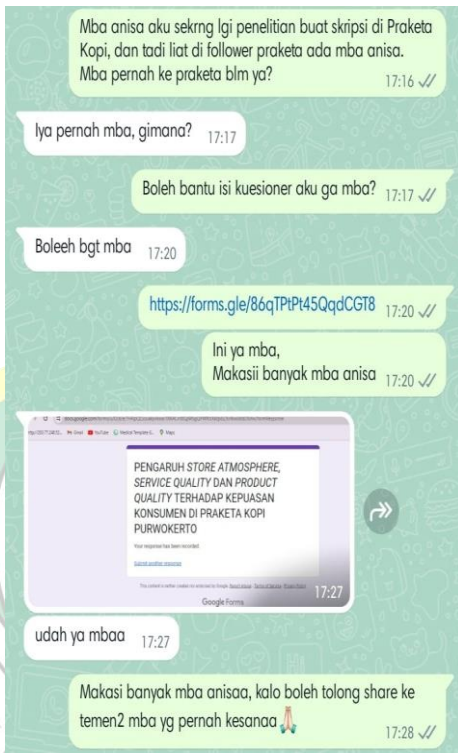 Mba anisa aku sekrng lgi penelitian buat skripsi di Praketa
Kopi, dan tadi liat di follower praketa ada mba anisa.
Mba pernah ke praketa blm ya?
17:16
Iya pernah mba, gimana?
17:17
Boleh bantu isi kuesioner aku ga mba?
17:17
Boleeh bgt mba
17:20
https://forms.gle/86qTPtPt45QqdCGT8
17:20
Ini ya mba,
Makasii banyak mba anisa
17:20
PENGARUH STORE ATMOSPHERE,
SERVICE QUALITY DAN PRODUCT
QUALITY TERHADAP KEPUASAN
KONSUMEN DI PRAKETA KOPI
PURWOKERTO
Your response has been recorded.
Submit another response
Google Forms
17:27
udah ya mbaa
17:27
Makasi banyak mba anisaa, kalo boleh tolong share ke
temen2 mba yg pernah kesanaa 🙏🏻
17:28